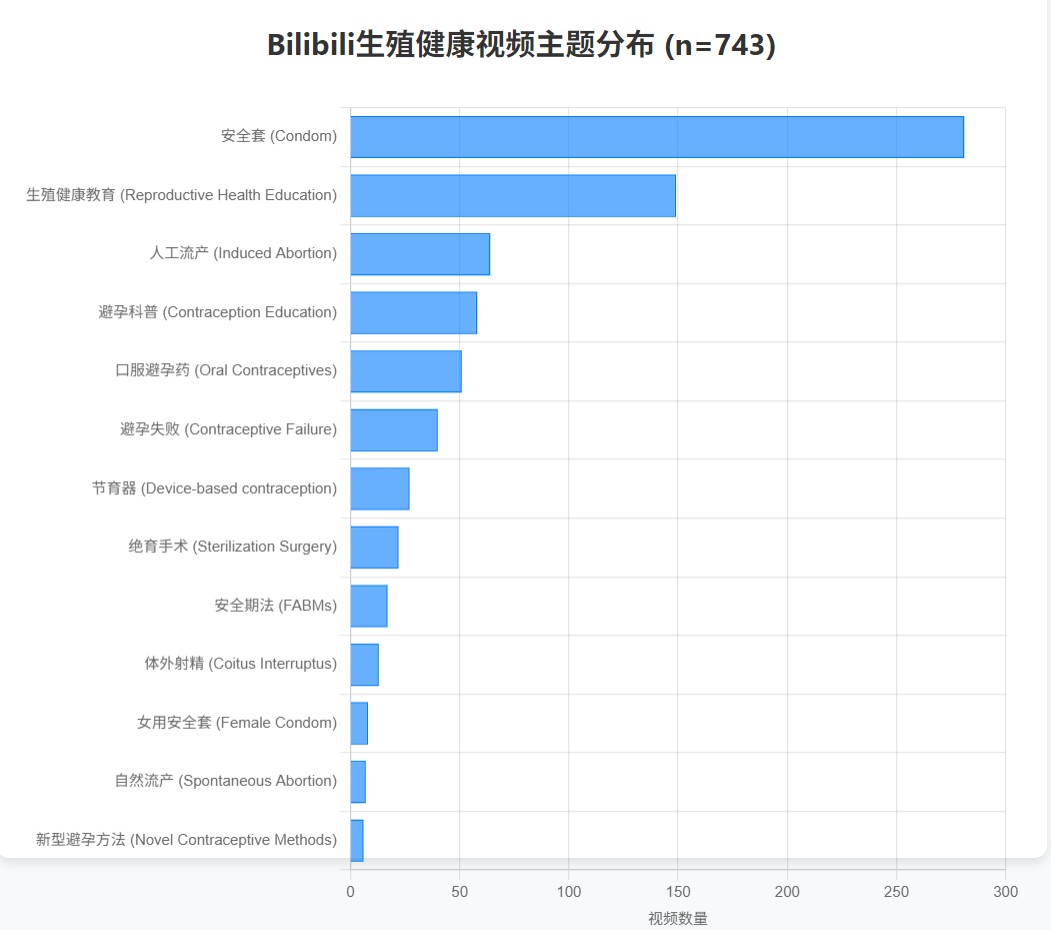 Bilibili生殖健康视频主题分布 (n=743)
安全套 (Condom)
生殖健康教育 (Reproductive Health Education)
人工流产 (Induced Abortion)
避孕科普 (Contraception Education)
口服避孕药 (Oral Contraceptives)
避孕失败 (Contraceptive Failure)
节育器 (Device-based contraception)
绝育手术 (Sterilization Surgery)
安全期法 (FABMs)
体外射精 (Coitus Interruptus)
女用安全套 (Female Condom)
自然流产 (Spontaneous Abortion)
新型避孕方法 (Novel Contraceptive Methods)
0 50 100 150 200 250 300
视频数量